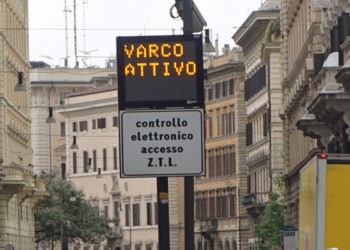 VARCO
ATTIVO
controllo
elettronico
accesso
Z.T.L.